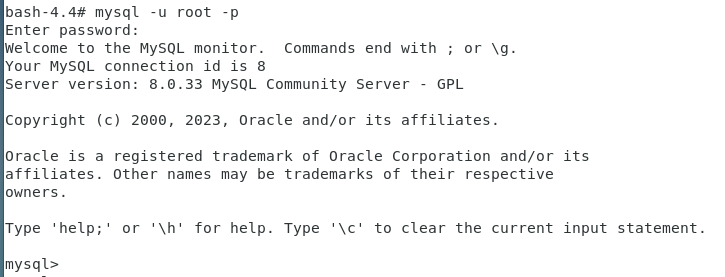 bash-4.4# mysql -u root -p
Enter password:
Welcome to the MySQL monitor.  Commands end with ; or \g.
Your MySQL connection id is 8
Server version: 8.0.33 MySQL Community Server - GPL
Copyright (c) 2000, 2023, Oracle and/or its affiliates.
Oracle is a registered trademark of Oracle Corporation and/or its
affiliates. Other names may be trademarks of their respective
owners.
Type 'help;' or '\h' for help. Type '\c' to clear the current input statement.
mysql>